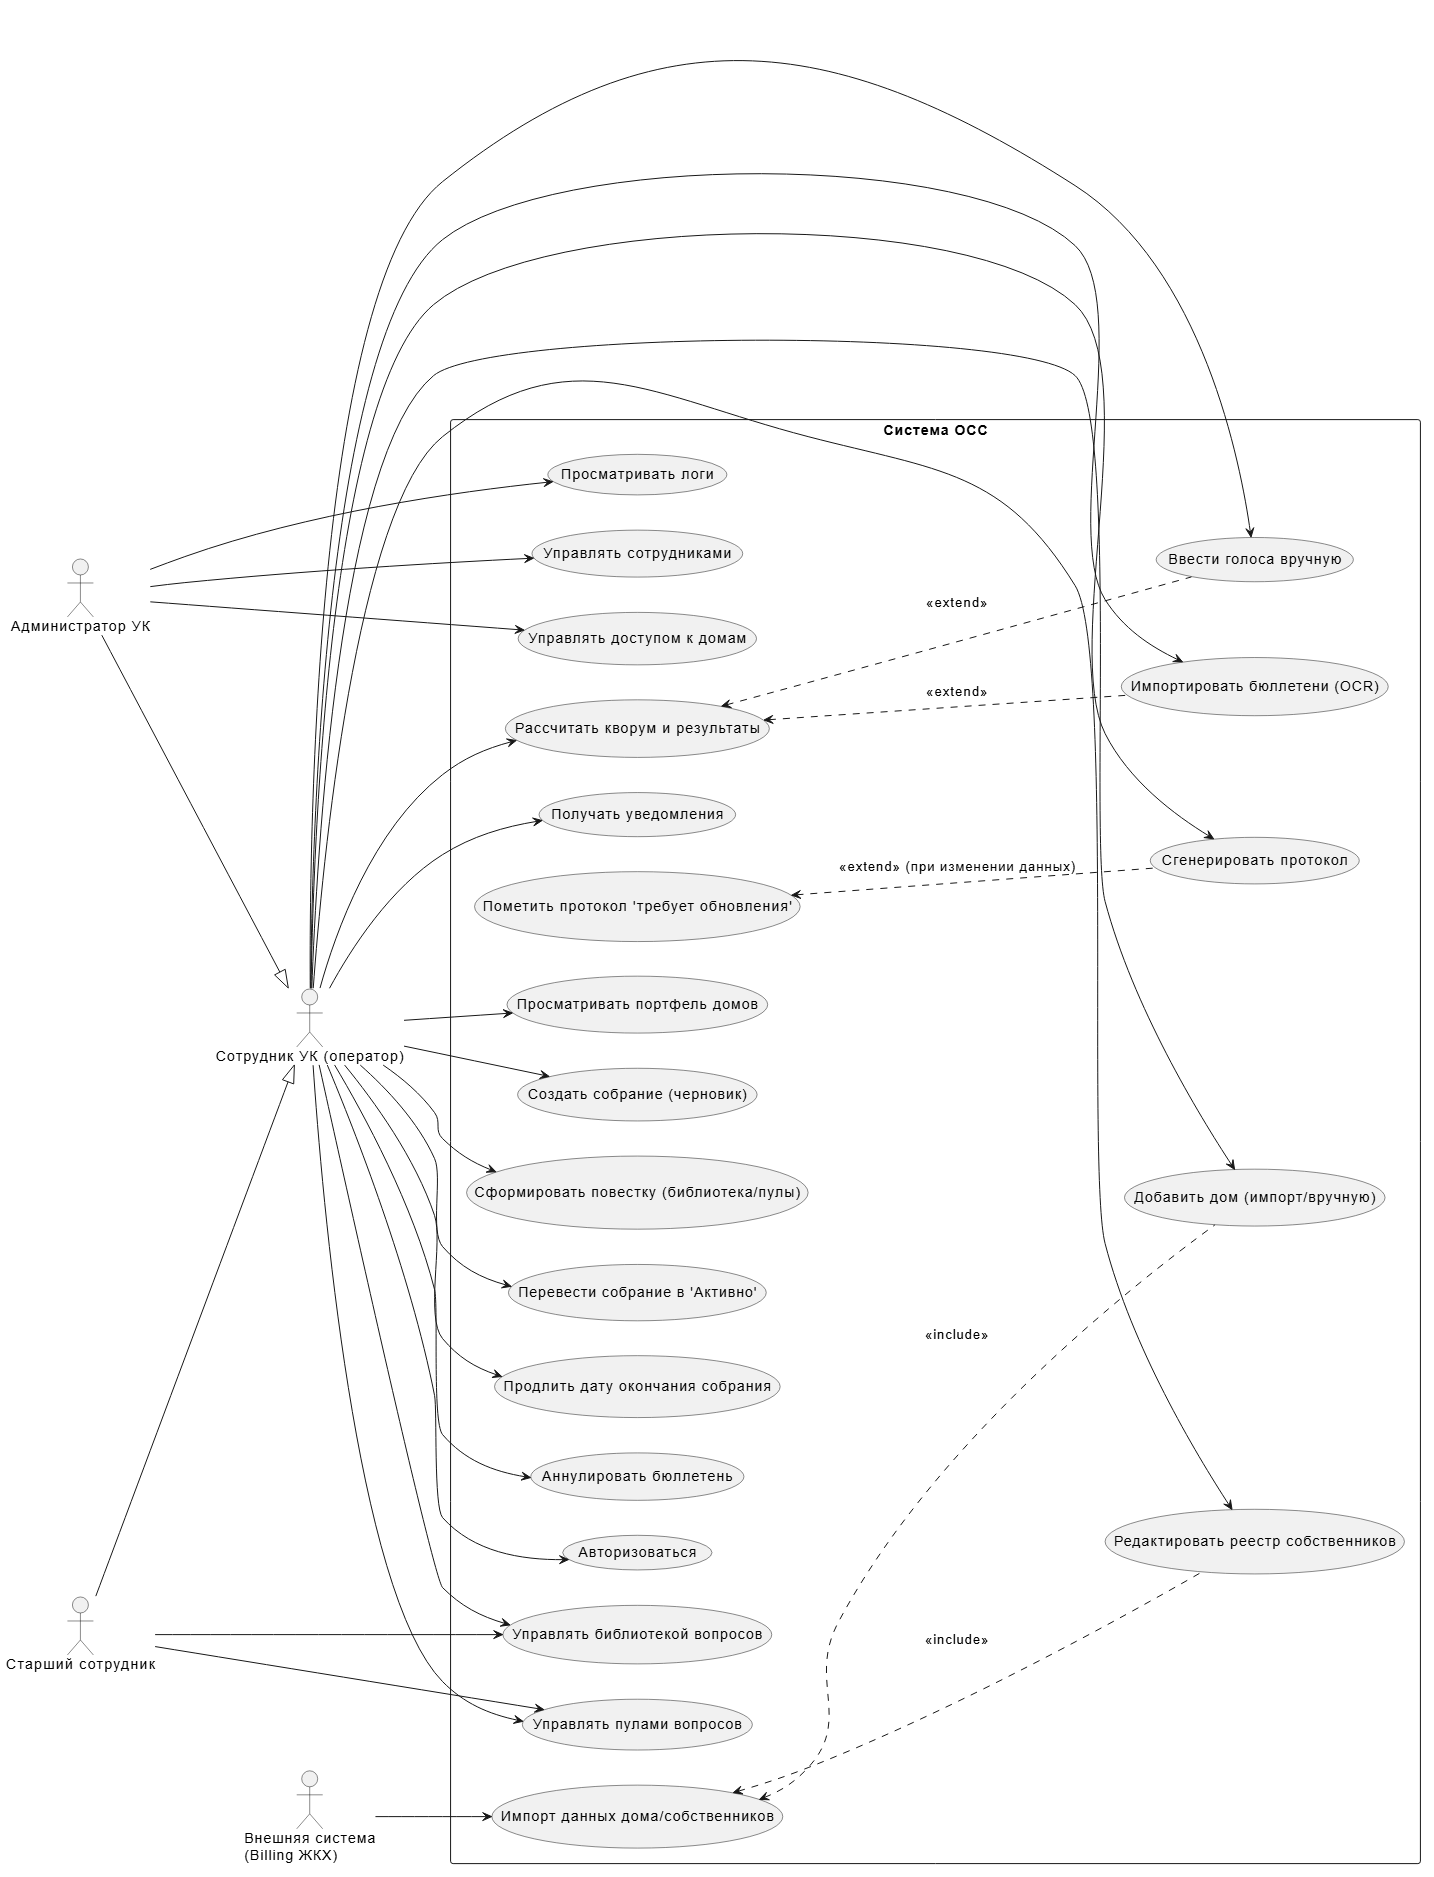 Система ОСС
Просматривать логи
Управлять сотрудниками
Ввести голоса вручную
«extend»
Администратор УК
Управлять доступом к домам
Импортировать бюллетени (OCR)
«extend»
Рассчитать кворум и результаты
Получать уведомления
Сгенерировать протокол
«extend» (при изменении данных)
Пометить протокол 'требует обновления'
Просматривать портфель домов
Сотрудник УК (оператор)
Создать собрание (черновик)
Сформировать повестку (библиотека/пулы)
Добавить дом (импорт/вручную)
Перевести собрание в 'Активно'
«include»
Продлить дату окончания собрания
Аннулировать бюллетень
Редактировать реестр собственников
Авторизоваться
Управлять библиотекой вопросов
«include»
Старший сотрудник
Управлять пулами вопросов
Импорт данных дома/собственников
Внешняя система
(Billing ЖКХ)